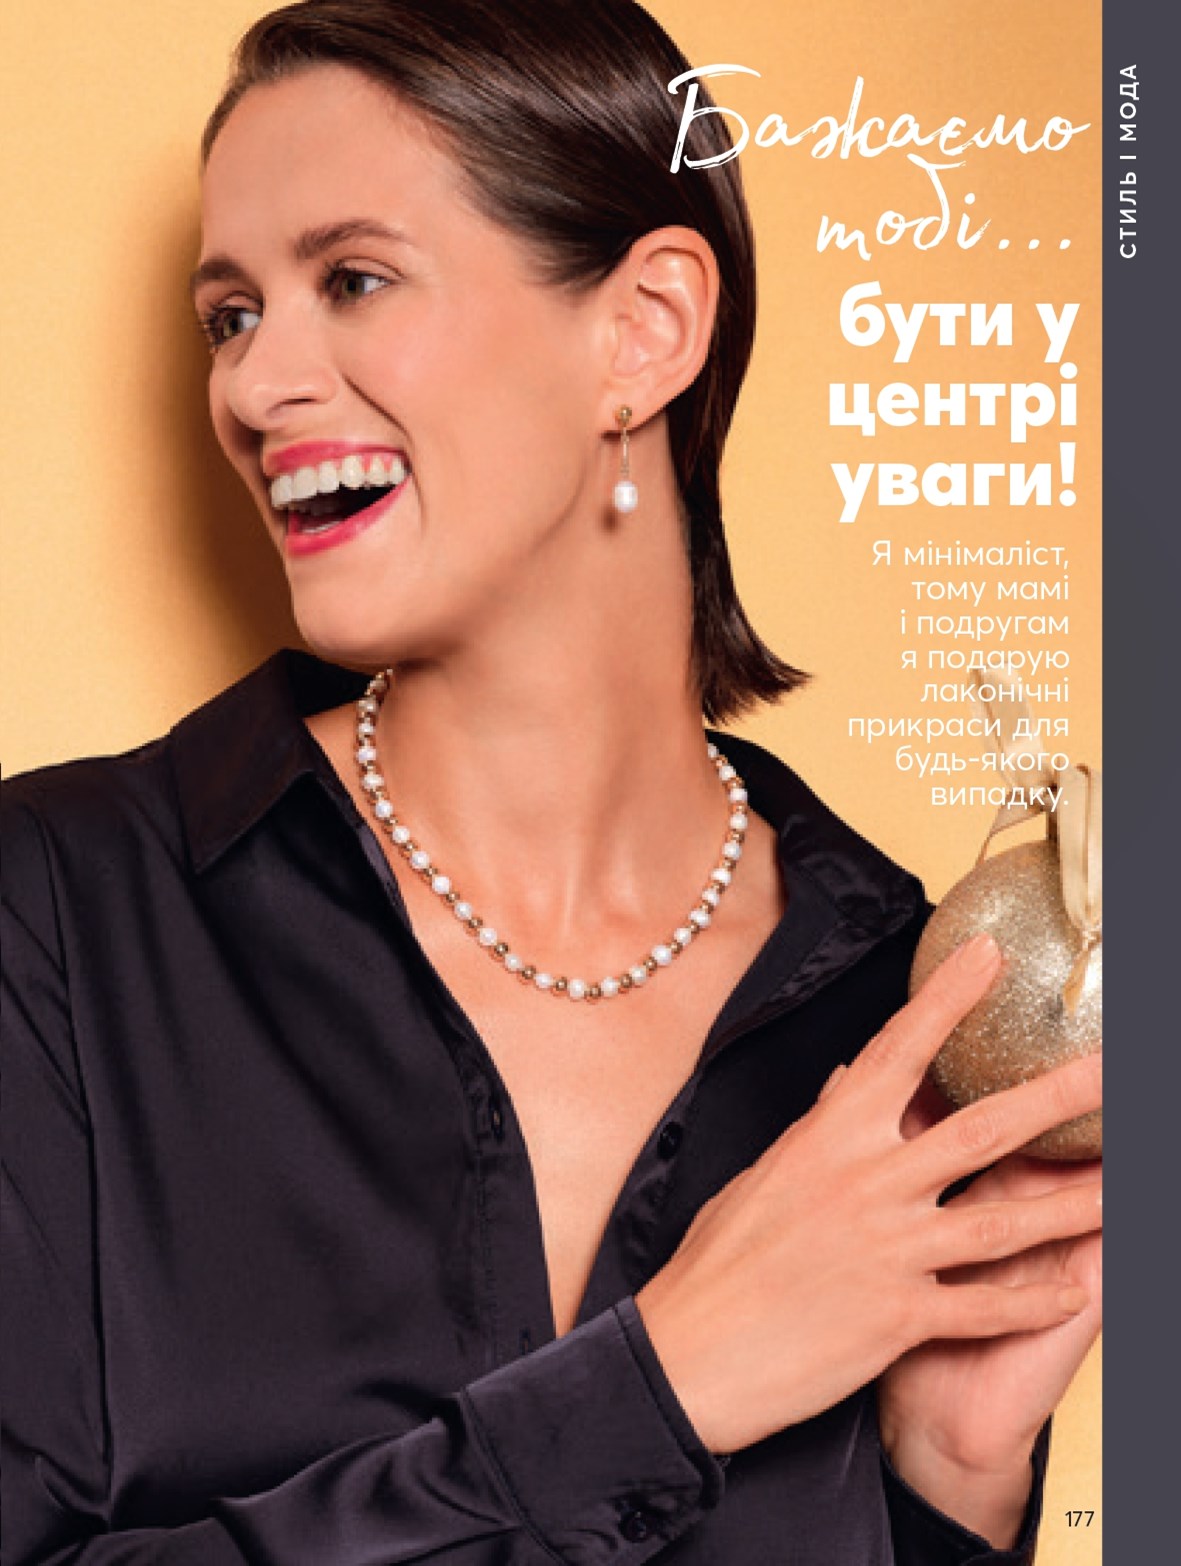 Бажаємо
тобі...
бути у
центрі
уваги!
Я мінімаліст,
тому мамі
і подругам
я подарую
лаконічні
прикраси для
будь-якого
випадку.
СТИЛЬ І МОДА
177